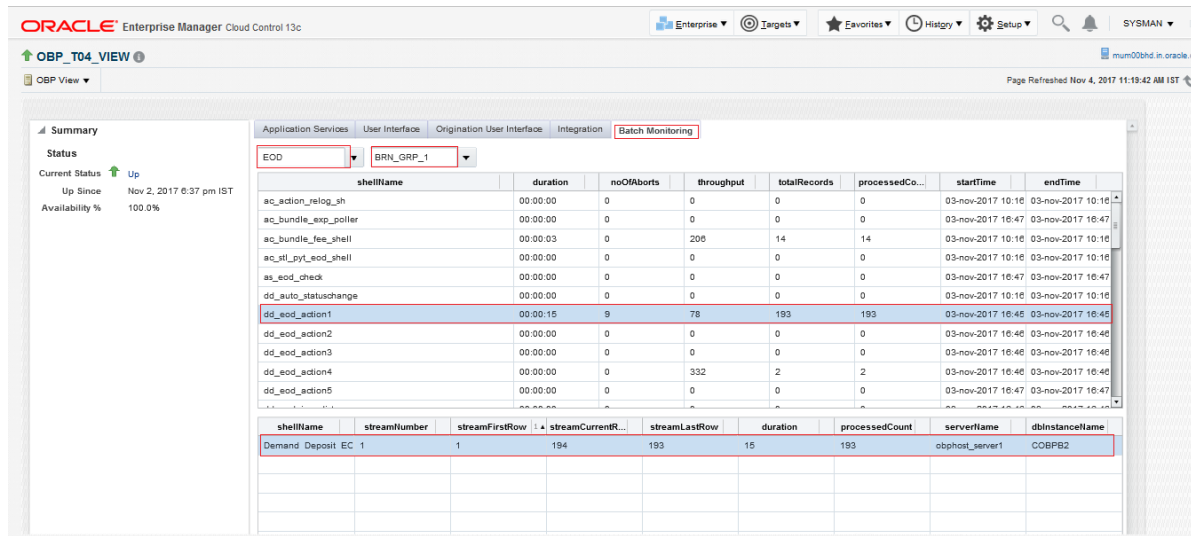 ORACLE Enterprise Manager Cloud Control 13c Enterprise Targets Favorites History Setup SYSMAN
OBP_T04_VIEW mum00bhd.in.oracle.
OBP View Page Refreshed Nov 4, 2017 11:19:42 AM IST
Summary
Status
Current Status Up
Up Since Nov 2, 2017 6:37 pm IST
Availability % 100.0%
Application Services User Interface Origination User Interface Integration Batch Monitoring
EOD BRN_GRP_1
shellName duration noOfAborts throughput totalRecords processedCo... startTime endTime
ac_action_relog_sh 00:00:00 0 0 0 0 03-nov-2017 10:16 03-nov-2017 10:16
ac_bundle_exp_poller 00:00:00 0 0 0 0 03-nov-2017 16:47 03-nov-2017 16:47
ac_bundle_fee_shell 00:00:03 0 206 14 14 03-nov-2017 10:16 03-nov-2017 10:16
ac_stl_pyt_eod_shell 00:00:00 0 0 0 0 03-nov-2017 10:16 03-nov-2017 10:16
as_eod_check 00:00:00 0 0 0 0 03-nov-2017 16:47 03-nov-2017 16:47
dd_auto_statuschange 00:00:00 0 0 0 0 03-nov-2017 10:16 03-nov-2017 10:16
dd_eod_action1 00:00:15 9 78 193 193 03-nov-2017 16:45 03-nov-2017 16:45
dd_eod_action2 00:00:00 0 0 0 0 03-nov-2017 16:46 03-nov-2017 16:46
dd_eod_action3 00:00:00 0 0 0 0 03-nov-2017 16:46 03-nov-2017 16:46
dd_eod_action4 00:00:00 0 332 2 2 03-nov-2017 16:46 03-nov-2017 16:46
dd_eod_action5 00:00:00 0 0 0 0 03-nov-2017 16:47 03-nov-2017 16:47
shellName streamNumber streamFirstRow 1 streamCurrentR... streamLastRow duration processedCount serverName dbInstanceName
Demand Deposit EC 1 1 194 193 15 193 obphost_server1 COBPB2